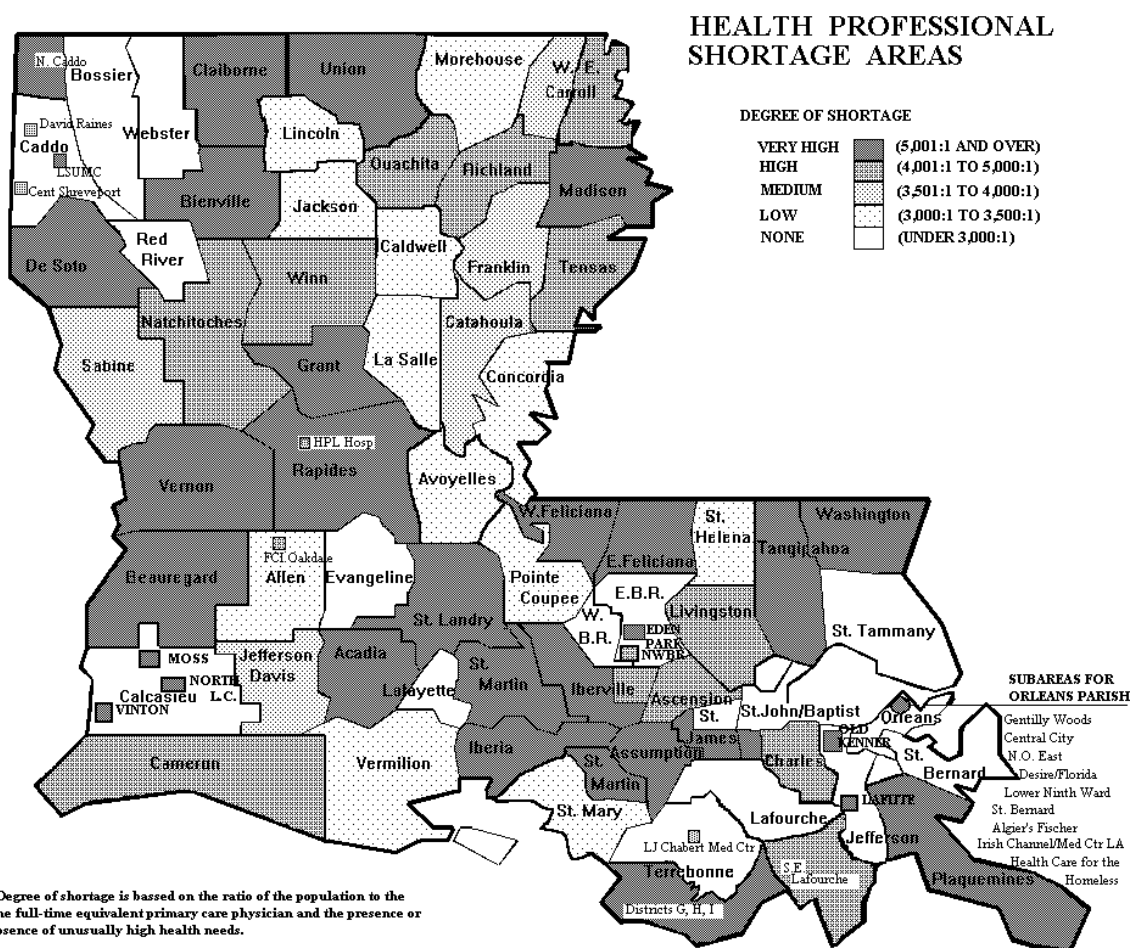 HEALTH PROFESSIONAL
SHORTAGE AREAS
DEGREE OF SHORTAGE
VERY HIGH (5,001:1 AND OVER)
HIGH (4,001:1 TO 5,000:1)
MEDIUM (3,501:1 TO 4,000:1)
LOW (3,000:1 TO 3,500:1)
NONE (UNDER 3,000:1)
N. Caddo
Bossier
Claiborne
Union
Morehouse
W. E.
Carroll
David Raines
Caddo
Webster
Lincoln
LSUMC
Cent Shreveport
Ouachita
Richland
Bienville
Jackson
Madison
Red
River
Caldwell
De Soto
Winn
Franklin
Tensas
Natchitoches
Catahoula
Sabine
Grant
La Salle
Concordia
HPL Hosp
Rapides
Avoyelles
Vernon
W.Feliciana
St.
Helena
Washington
Tangipahoa
E.Feliciana
FCI Oakdale
Beauregard
Allen
Evangeline
Pointe
Coupee
E.B.R.
W.
B.R.
Livingston
St. Landry
EDEN
PARK
NWBR
St. Tammany
MOSS
Jefferson
Davis
Acadia
NORTH
L.C.
Calcasieu
VINTON
Lafayette
St.
Martin
Iberville
Ascension
St.
James
St.John/Baptist
Orleans
OLD
KENNER
SUBAREAS FOR
ORLEANS PARISH
Gentilly Woods
Central City
N.O. East
Desire/Florida
Lower Ninth Ward
St. Bernard
Algier's Fischer
Irish Channel/Med Ctr LA
Health Care for the
Homeless
Cameron
Vermilion
Iberia
Assumption
St.
Martin
Charles
St.
Bernard
St. Mary
LAFITTE
Lafourche
Jefferson
LJ Chabert Med Ctr
Terrebonne
S.E.
Lafourche
Plaquemines
Districts G, H, I
Degree of shortage is bassed on the ratio of the population to the
ne full-time equivalent primary care physician and the presence or
osence of unusually high health needs.